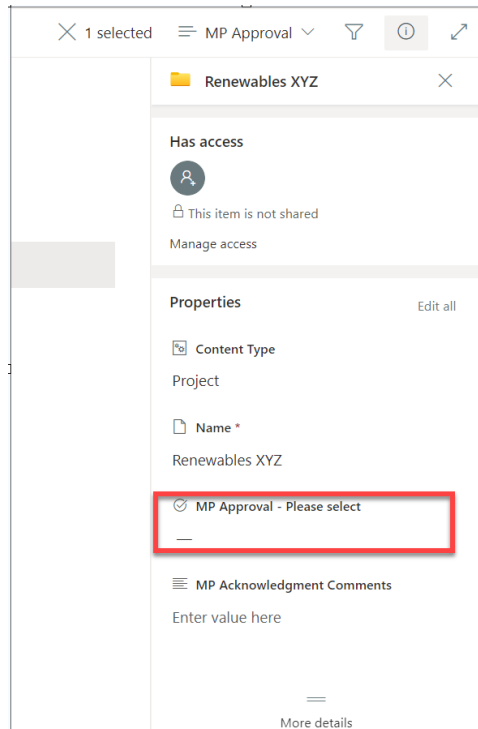 1 selected MP Approval
Renewables XYZ
Has access
This item is not shared
Manage access
Properties Edit all
Content Type
Project
Name *
Renewables XYZ
MP Approval - Please select
—
MP Acknowledgment Comments
Enter value here
More details